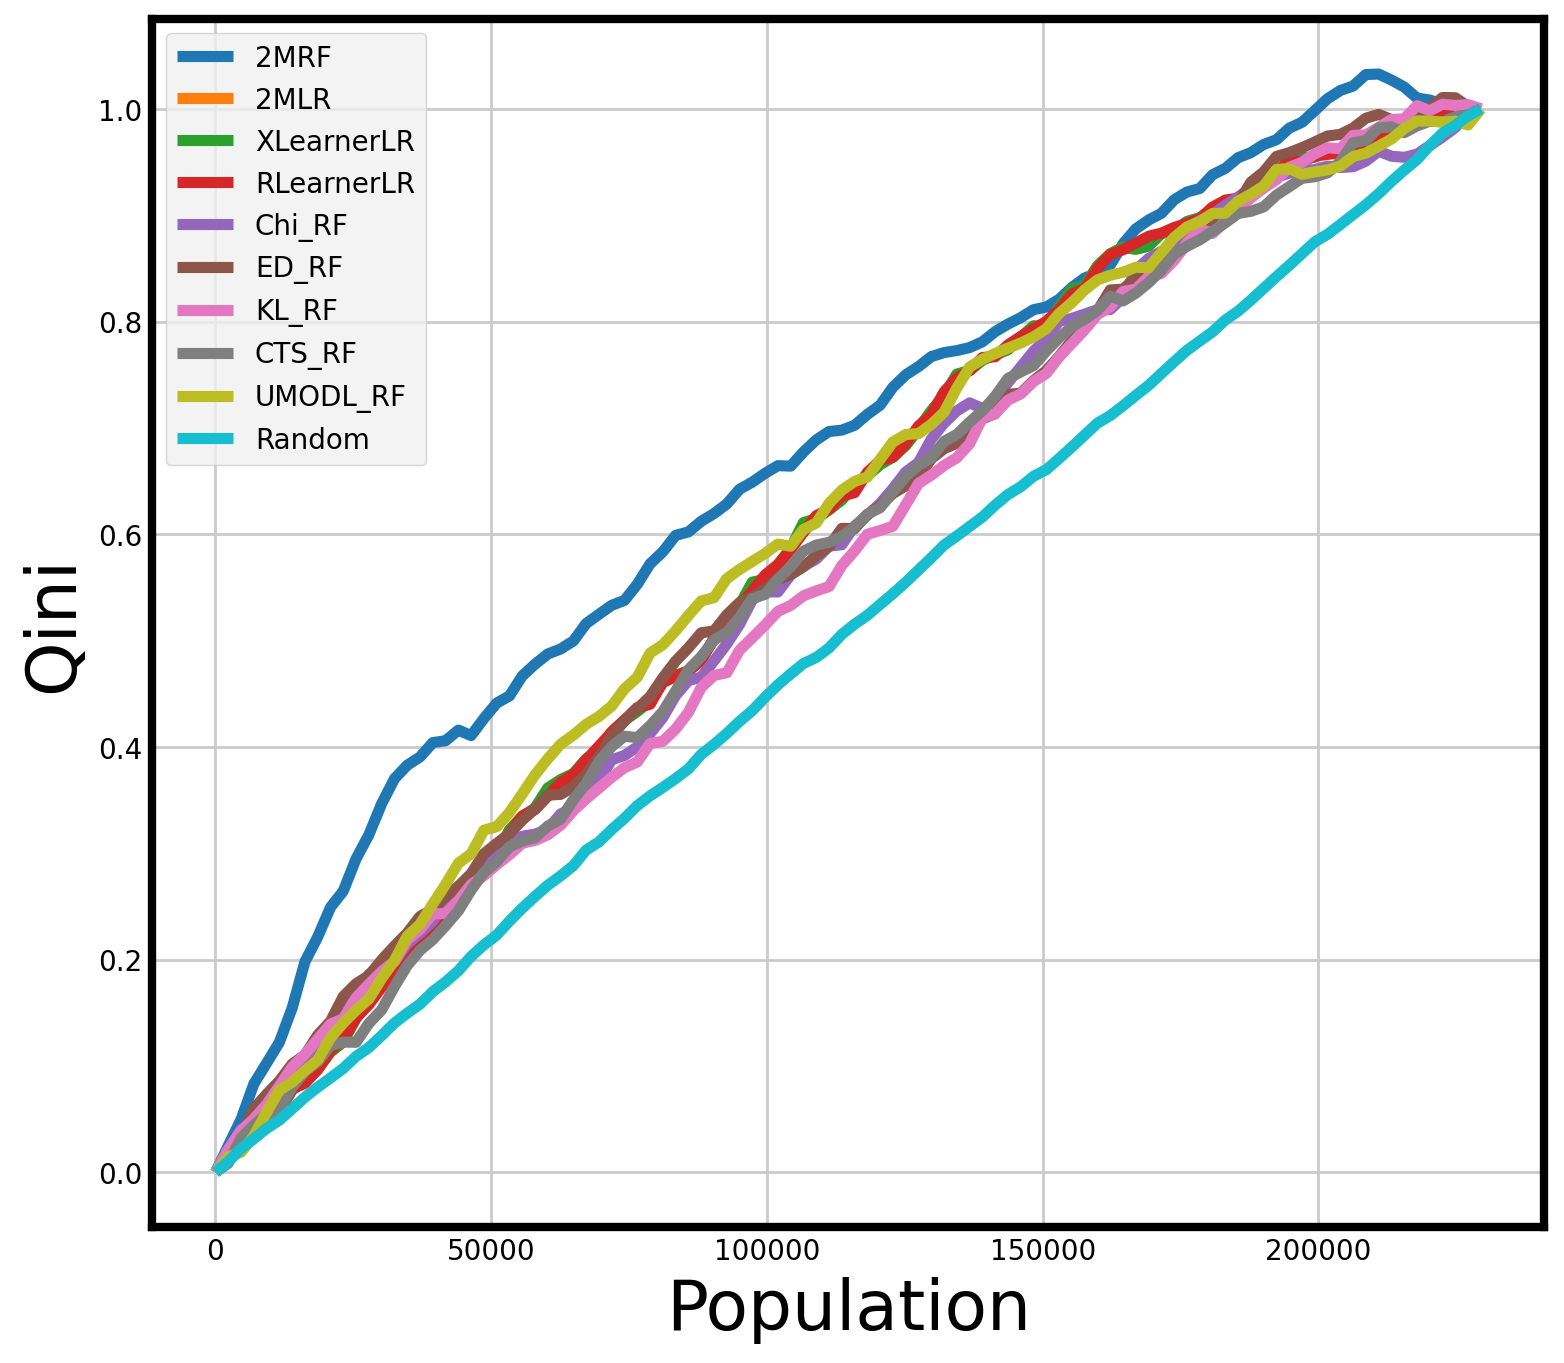 2MRF
2MLR
XLearnerLR
RLearnerLR
Chi_RF
ED_RF
KL_RF
CTS_RF
UMODL_RF
Random
1.0
0.8
0.6
0.4
0.2
0.0
Qini
0 50000 100000 150000 200000
Population